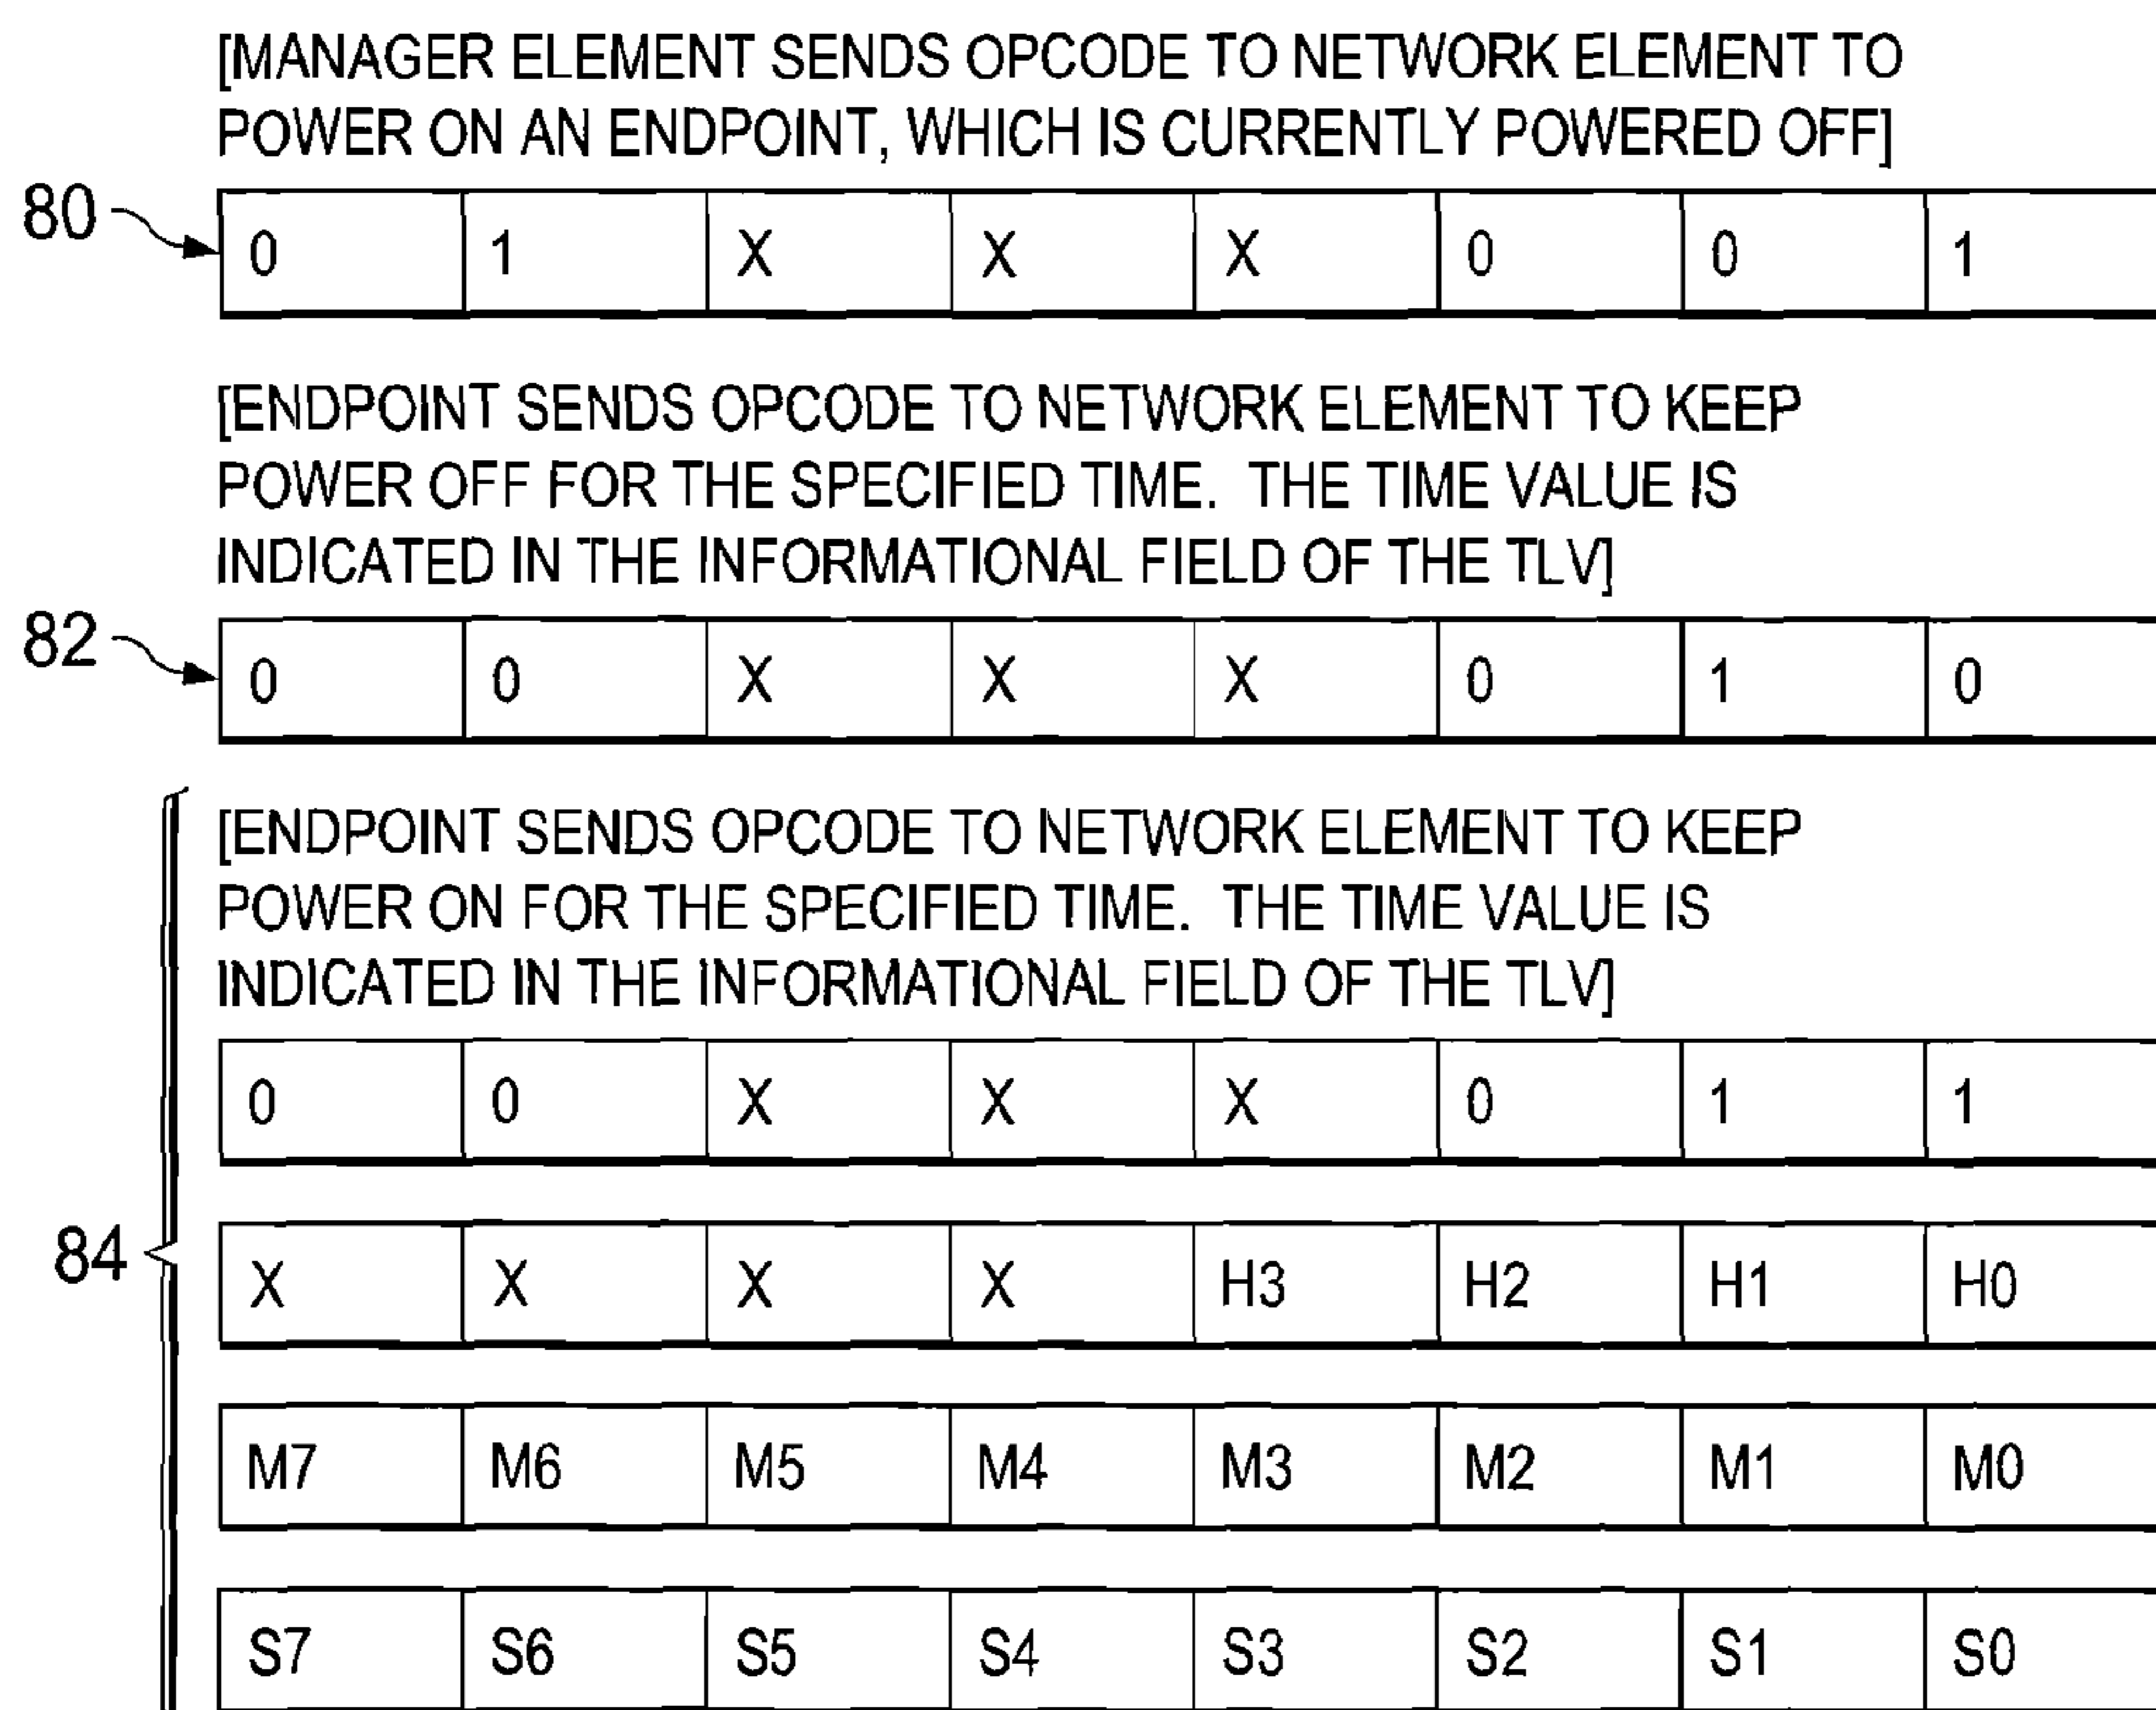 [MANAGER ELEMENT SENDS OPCODE TO NETWORK ELEMENT TO
POWER ON AN ENDPOINT, WHICH IS CURRENTLY POWERED OFF]
80
0 1 X X X 0 0 1
[ENDPOINT SENDS OPCODE TO NETWORK ELEMENT TO KEEP
POWER OFF FOR THE SPECIFIED TIME. THE TIME VALUE IS
INDICATED IN THE INFORMATIONAL FIELD OF THE TLV]
82
0 0 X X X 0 1 0
[ENDPOINT SENDS OPCODE TO NETWORK ELEMENT TO KEEP
POWER ON FOR THE SPECIFIED TIME. THE TIME VALUE IS
INDICATED IN THE INFORMATIONAL FIELD OF THE TLV]
0 0 X X X 0 1 1
84
X X X X H3 H2 H1 H0
M7 M6 M5 M4 M3 M2 M1 M0
S7 S6 S5 S4 S3 S2 S1 S0